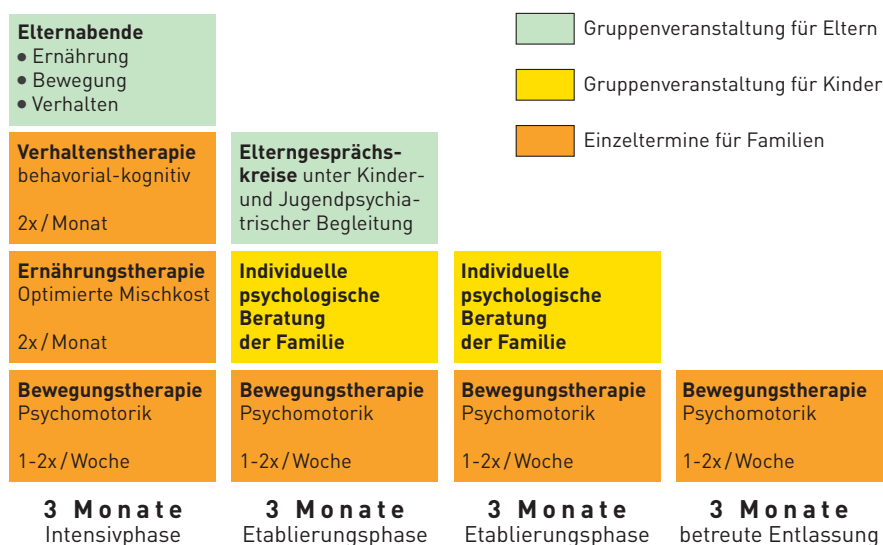 Elternabende
• Ernährung
• Bewegung
• Verhalten
Gruppenveranstaltung für Eltern
Gruppenveranstaltung für Kinder
Einzeltermine für Familien
Verhaltenstherapie
behavorial-kognitiv
2x/Monat
Elterngesprächs-
kreise unter Kinder-
und Jugendpsychia-
trischer Begleitung
Ernährungstherapie
Optimierte Mischkost
2x/Monat
Individuelle
psychologische
Beratung
der Familie
Individuelle
psychologische
Beratung
der Familie
Bewegungstherapie
Psychomotorik
1-2x/Woche
Bewegungstherapie
Psychomotorik
1-2x/Woche
Bewegungstherapie
Psychomotorik
1-2x/Woche
Bewegungstherapie
Psychomotorik
1-2x/Woche
3 Monate
Intensivphase
3 Monate
Etablierungsphase
3 Monate
Etablierungsphase
3 Monate
betreute Entlassung